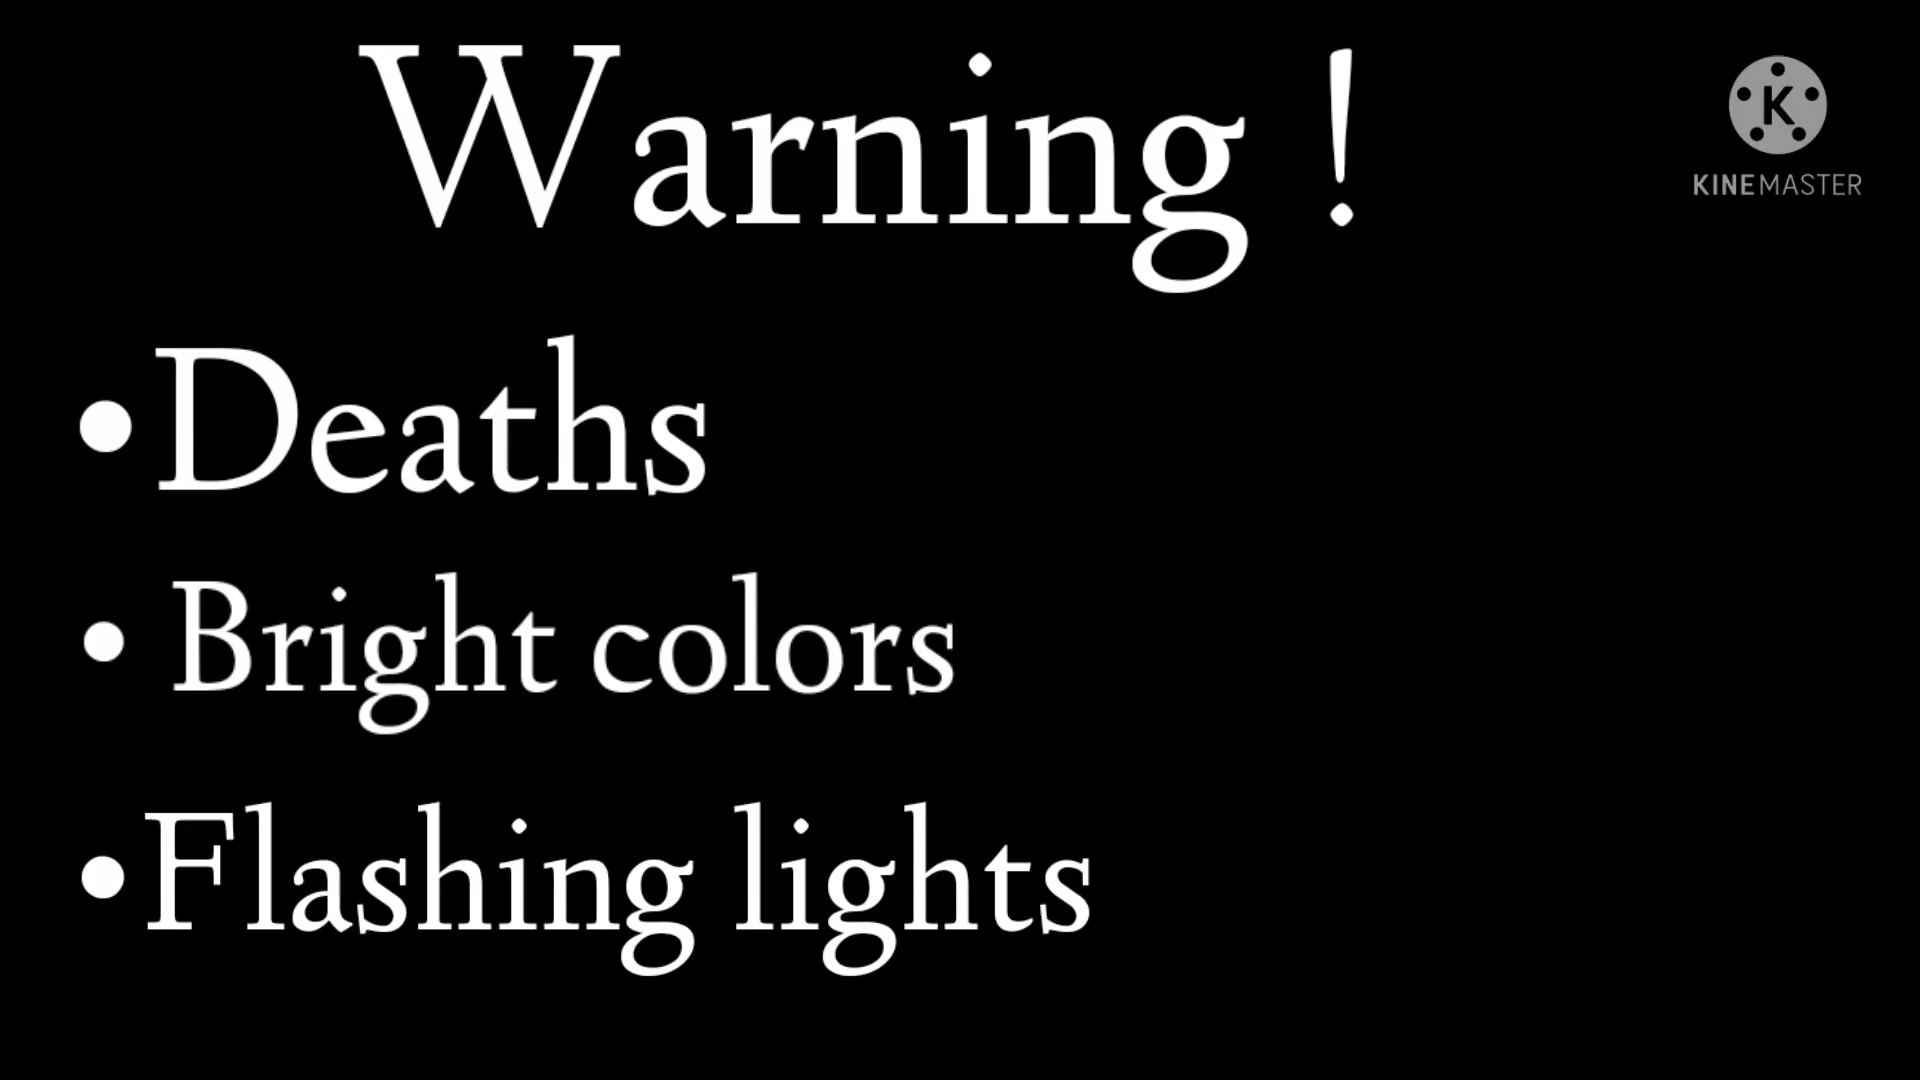 Warning !
K
KINEMASTER
•Deaths
• Bright colors
•Flashing lights